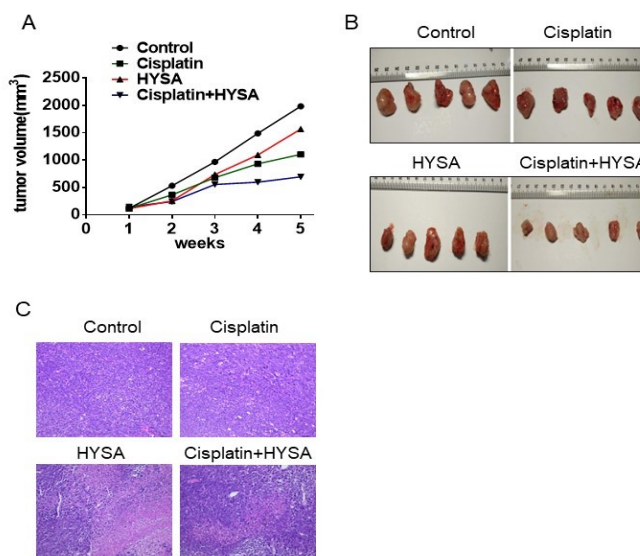 A
Control
Cisplatin
HYSA
Cisplatin+HYSA
tumor volume(mm³)
2500
2000
1500
1000
500
0
0 1 2 3 4 5
weeks
B
Control Cisplatin
HYSA Cisplatin+HYSA
C
Control Cisplatin
HYSA Cisplatin+HYSA